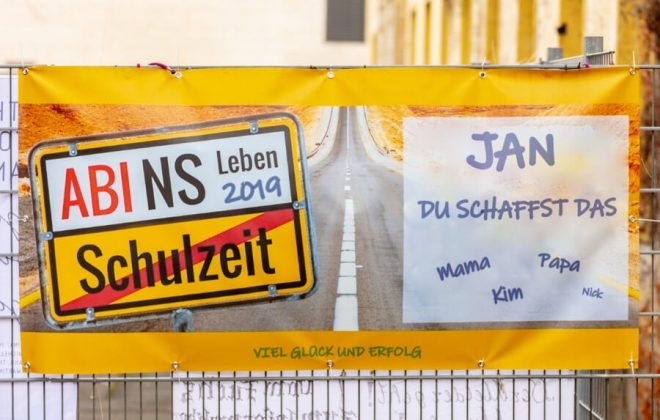 ABI NS Leben
2019
Schulzeit
JAN
DU SCHAFFST DAS
Mama Papa
Kim Nick
VIEL GLÜCK UND ERFOLG